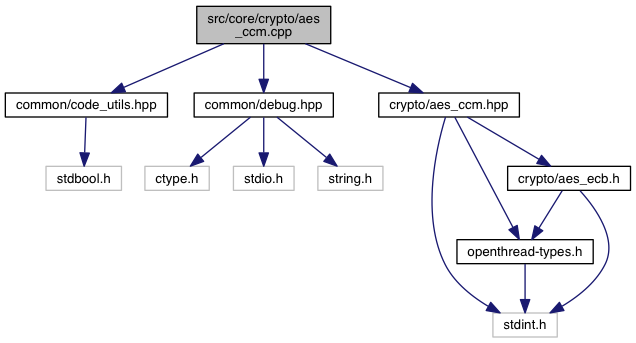 src/core/crypto/aes
_ccm.cpp
common/code_utils.hpp
common/debug.hpp
crypto/aes_ccm.hpp
stdbool.h
ctype.h
stdio.h
string.h
crypto/aes_ecb.h
openthread-types.h
stdint.h